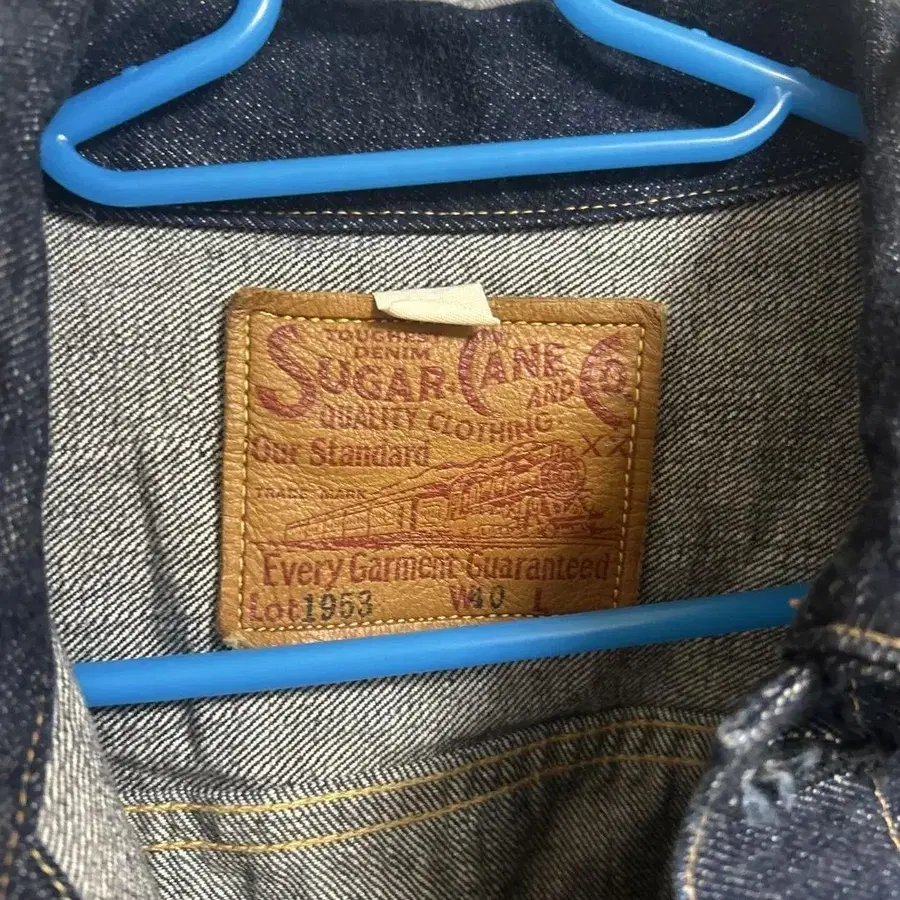 TOUGHEST
DENIM
SUGAR CANE
AND Co.
QUALITY CLOTHING
Our Standard
XX
TRADE MARK
Every Garment Guaranteed
Lot 1953 W40 L